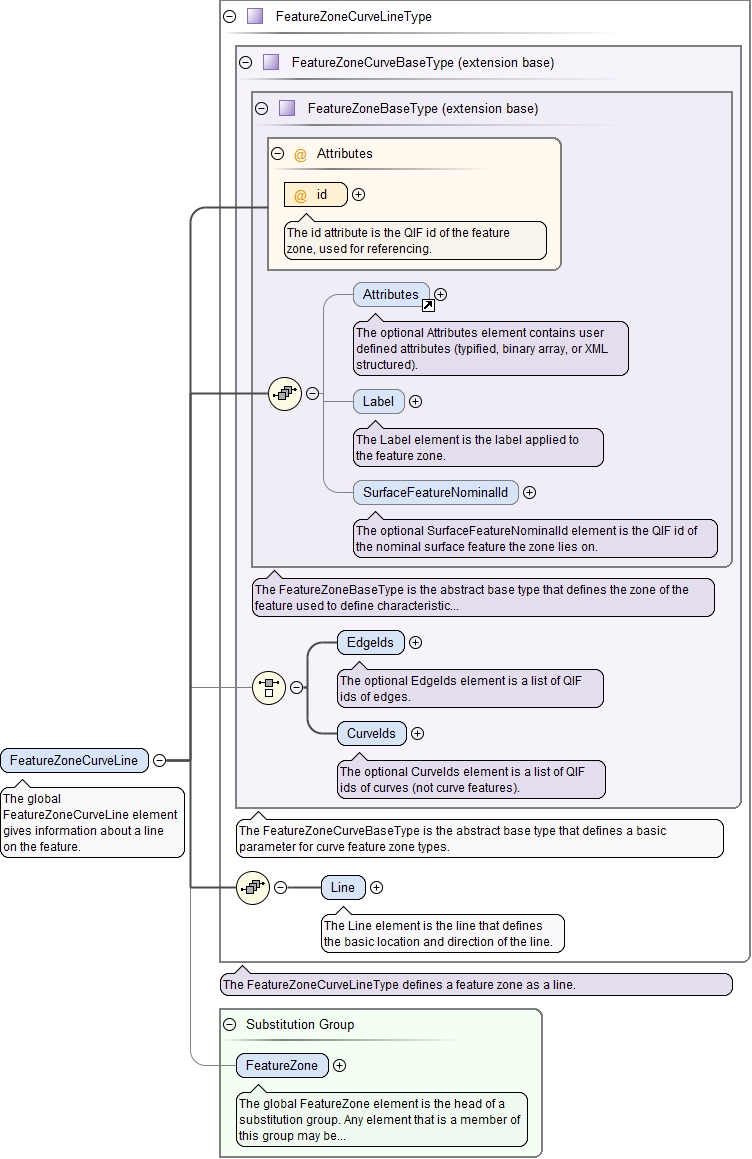 FeatureZoneCurveLineType
FeatureZoneCurveBaseType (extension base)
FeatureZoneBaseType (extension base)
@ Attributes
@ id
The id attribute is the QIF id of the feature
zone, used for referencing.
Attributes
The optional Attributes element contains user
defined attributes (typified, binary array, or XML
structured).
Label
The Label element is the label applied to
the feature zone.
SurfaceFeatureNominalId
The optional SurfaceFeatureNominalId element is the QIF id of
the nominal surface feature the zone lies on.
The FeatureZoneBaseType is the abstract base type that defines the zone of the
feature used to define characteristic...
EdgeIds
The optional EdgeIds element is a list of QIF
ids of edges.
CurveIds
The optional CurveIds element is a list of QIF
ids of curves (not curve features).
FeatureZoneCurveLine
The global
FeatureZoneCurveLine element
gives information about a line
on the feature.
The FeatureZoneCurveBaseType is the abstract base type that defines a basic
parameter for curve feature zone types.
Line
The Line element is the line that defines
the basic location and direction of the line.
The FeatureZoneCurveLineType defines a feature zone as a line.
Substitution Group
FeatureZone
The global FeatureZone element is the head of a
substitution group. Any element that is a member of
this group may be...